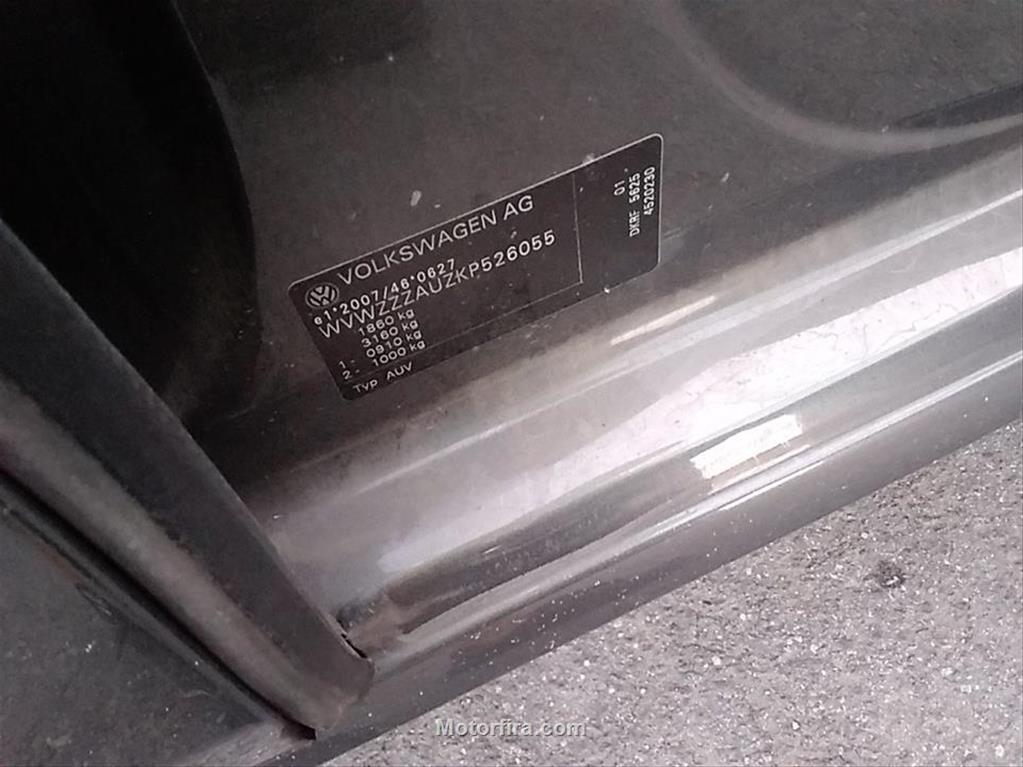 VOLKSWAGEN AG
e1*2007/46*0627
WVWZZZAUZKP526055
1860 kg
3160 kg
1- 0910 kg
2- 1000 kg
TYP AUV
01
DKRF 5625
4520230
Motorfira.com